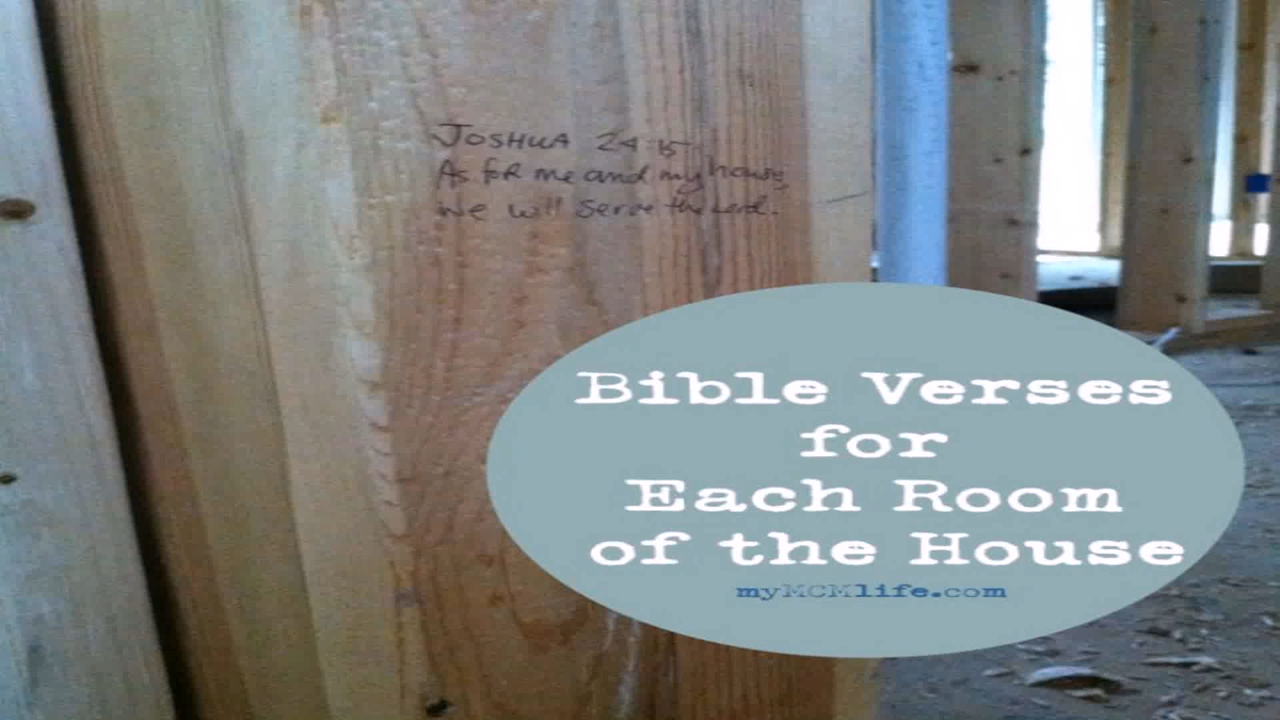 JOSHUA 24:15
As foR me and my house,
we will serve the Lord.
Bible Verses
for
Each Room
of the House
myMCMlife.com